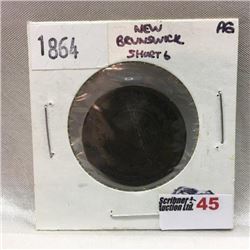 1864
NEW
BRUNSWICK
SHORT 6
AG
Scribner
Auction Ltd.
45